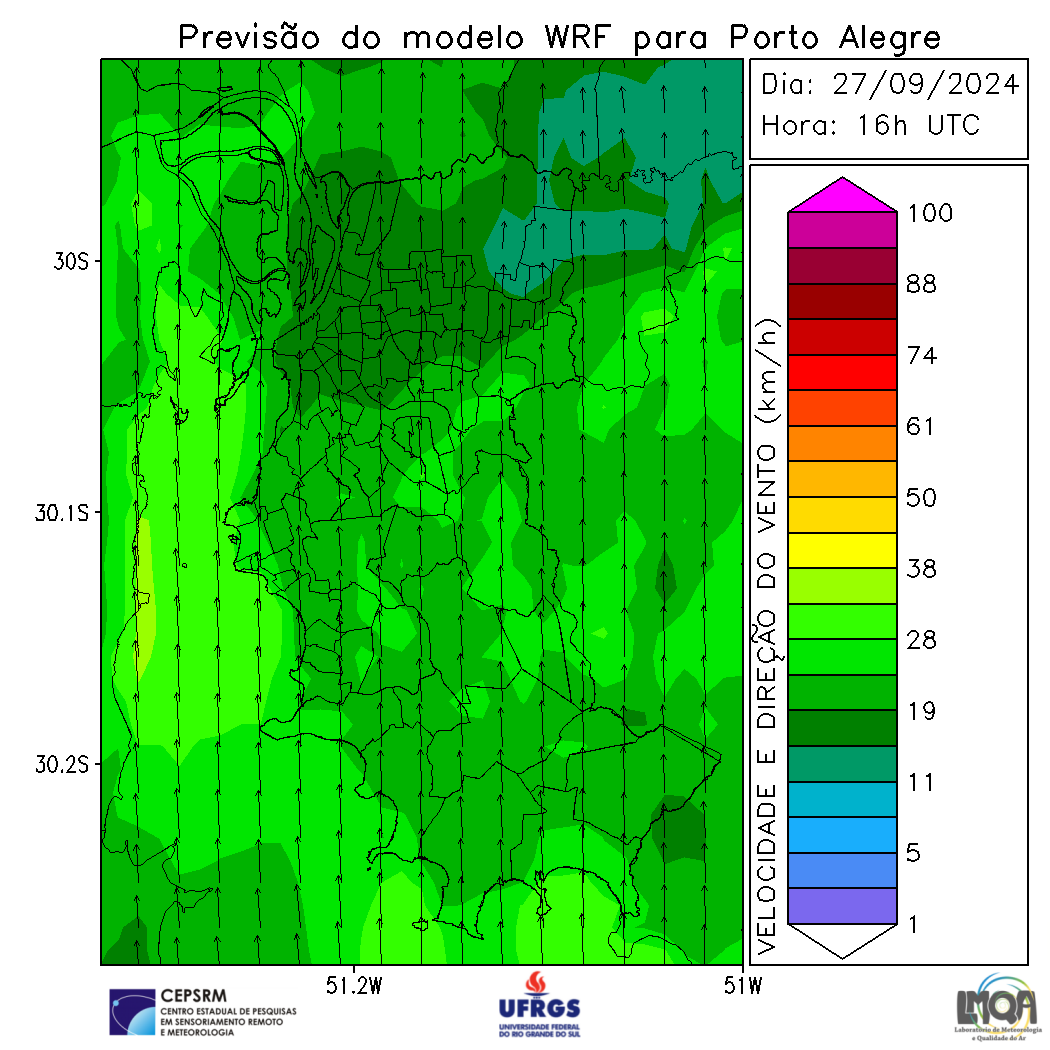 Previsão do modelo WRF para Porto Alegre
Dia: 27/09/2024
Hora: 16h UTC
30S
30.1S
30.2S
51.2W
51W
VELOCIDADE E DIREÇÃO DO VENTO (km/h)
100
88
74
61
50
38
28
19
11
5
1
CEPSRM
CENTRO ESTADUAL DE PESQUISAS
EM SENSORIAMENTO REMOTO
E METEOROLOGIA
UFRGS
UNIVERSIDADE FEDERAL
DO RIO GRANDE DO SUL
LMQA
Laboratório de Meteorologia
e Qualidade do Ar